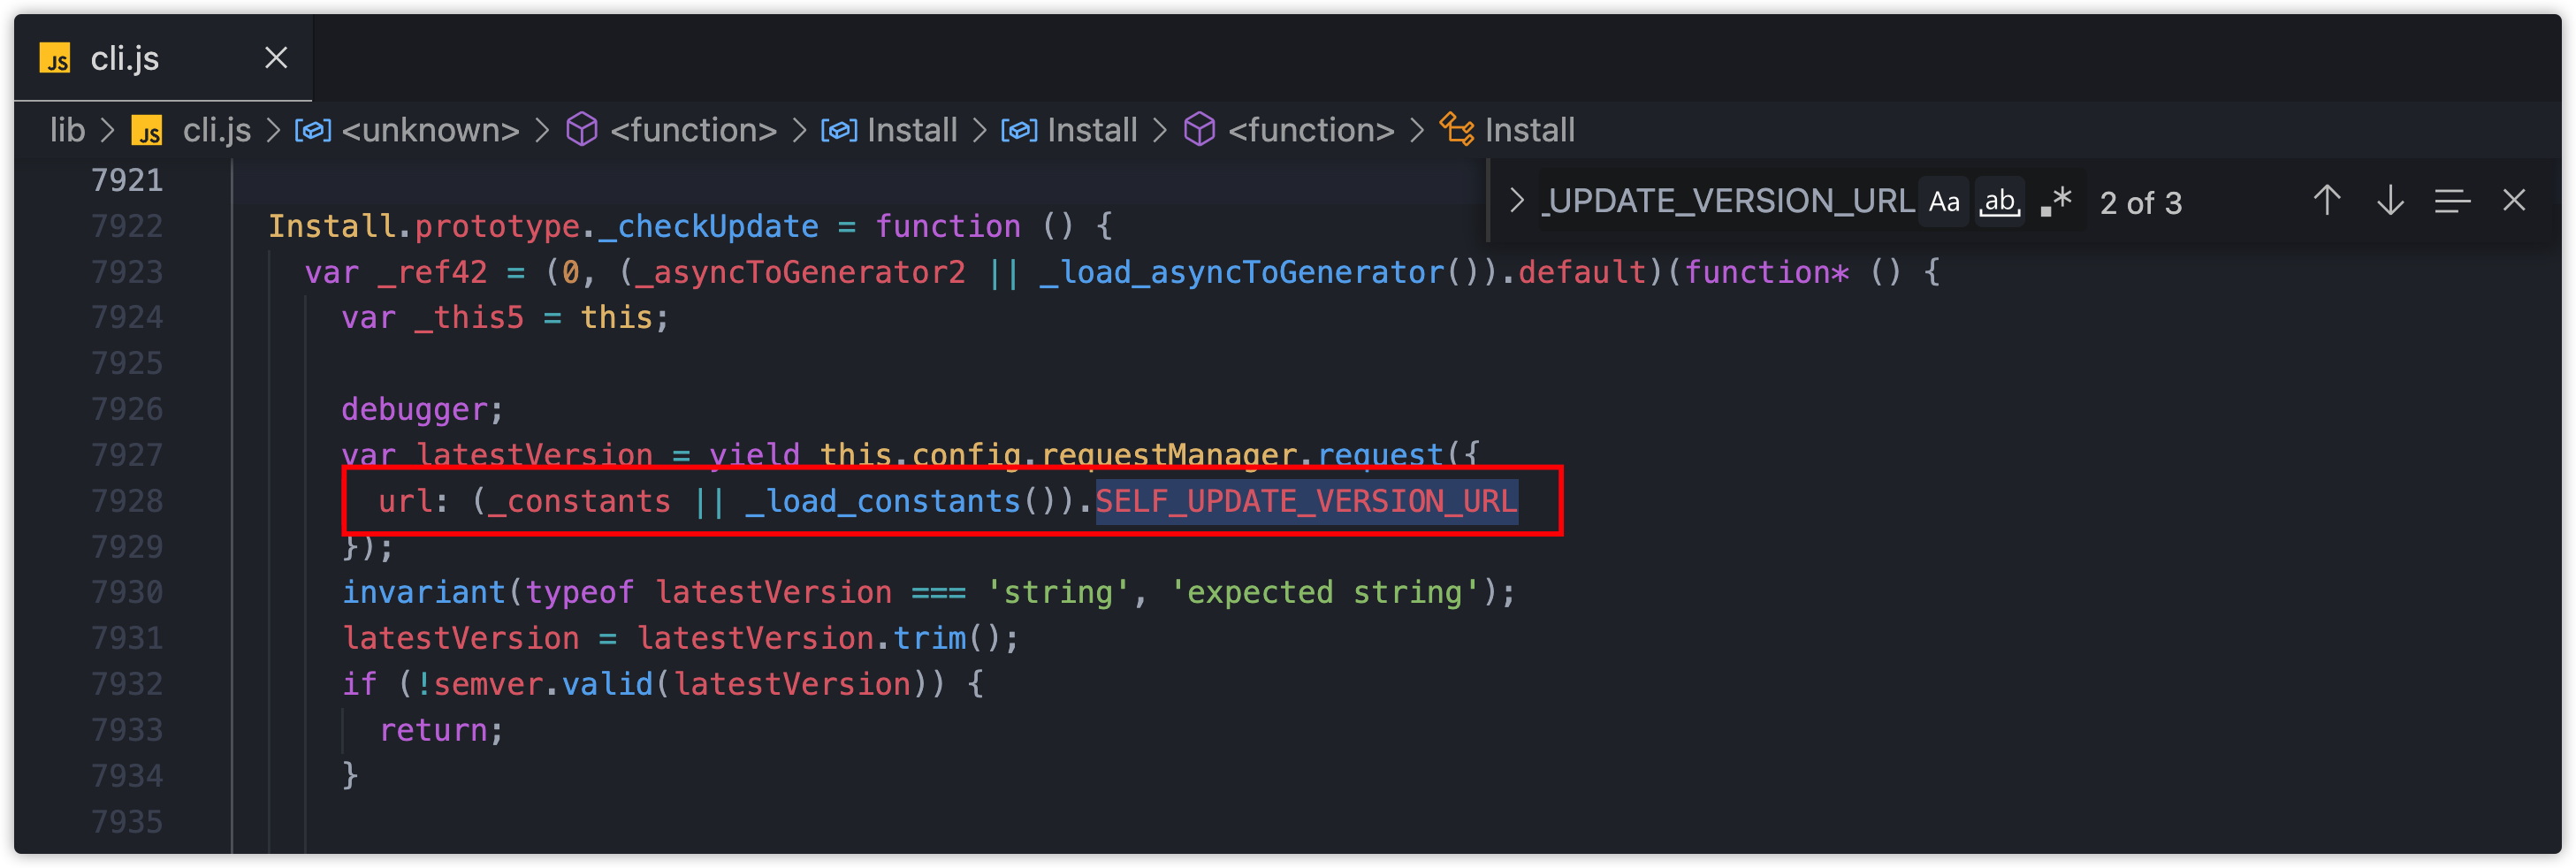 JS cli.js
lib > JS cli.js > <unknown> > <function> > Install > Install > <function> > Install
_UPDATE_VERSION_URL Aa ab .* 2 of 3
7921
7922 Install.prototype._checkUpdate = function () {
7923 var _ref42 = (0, (_asyncToGenerator2 || _load_asyncToGenerator()).default)(function* () {
7924 var _this5 = this;
7925
7926 debugger;
7927 var latestVersion = yield this.config.requestManager.request({
7928 url: (_constants || _load_constants()).SELF_UPDATE_VERSION_URL
7929 });
7930 invariant(typeof latestVersion === 'string', 'expected string');
7931 latestVersion = latestVersion.trim();
7932 if (!semver.valid(latestVersion)) {
7933 return;
7934 }
7935